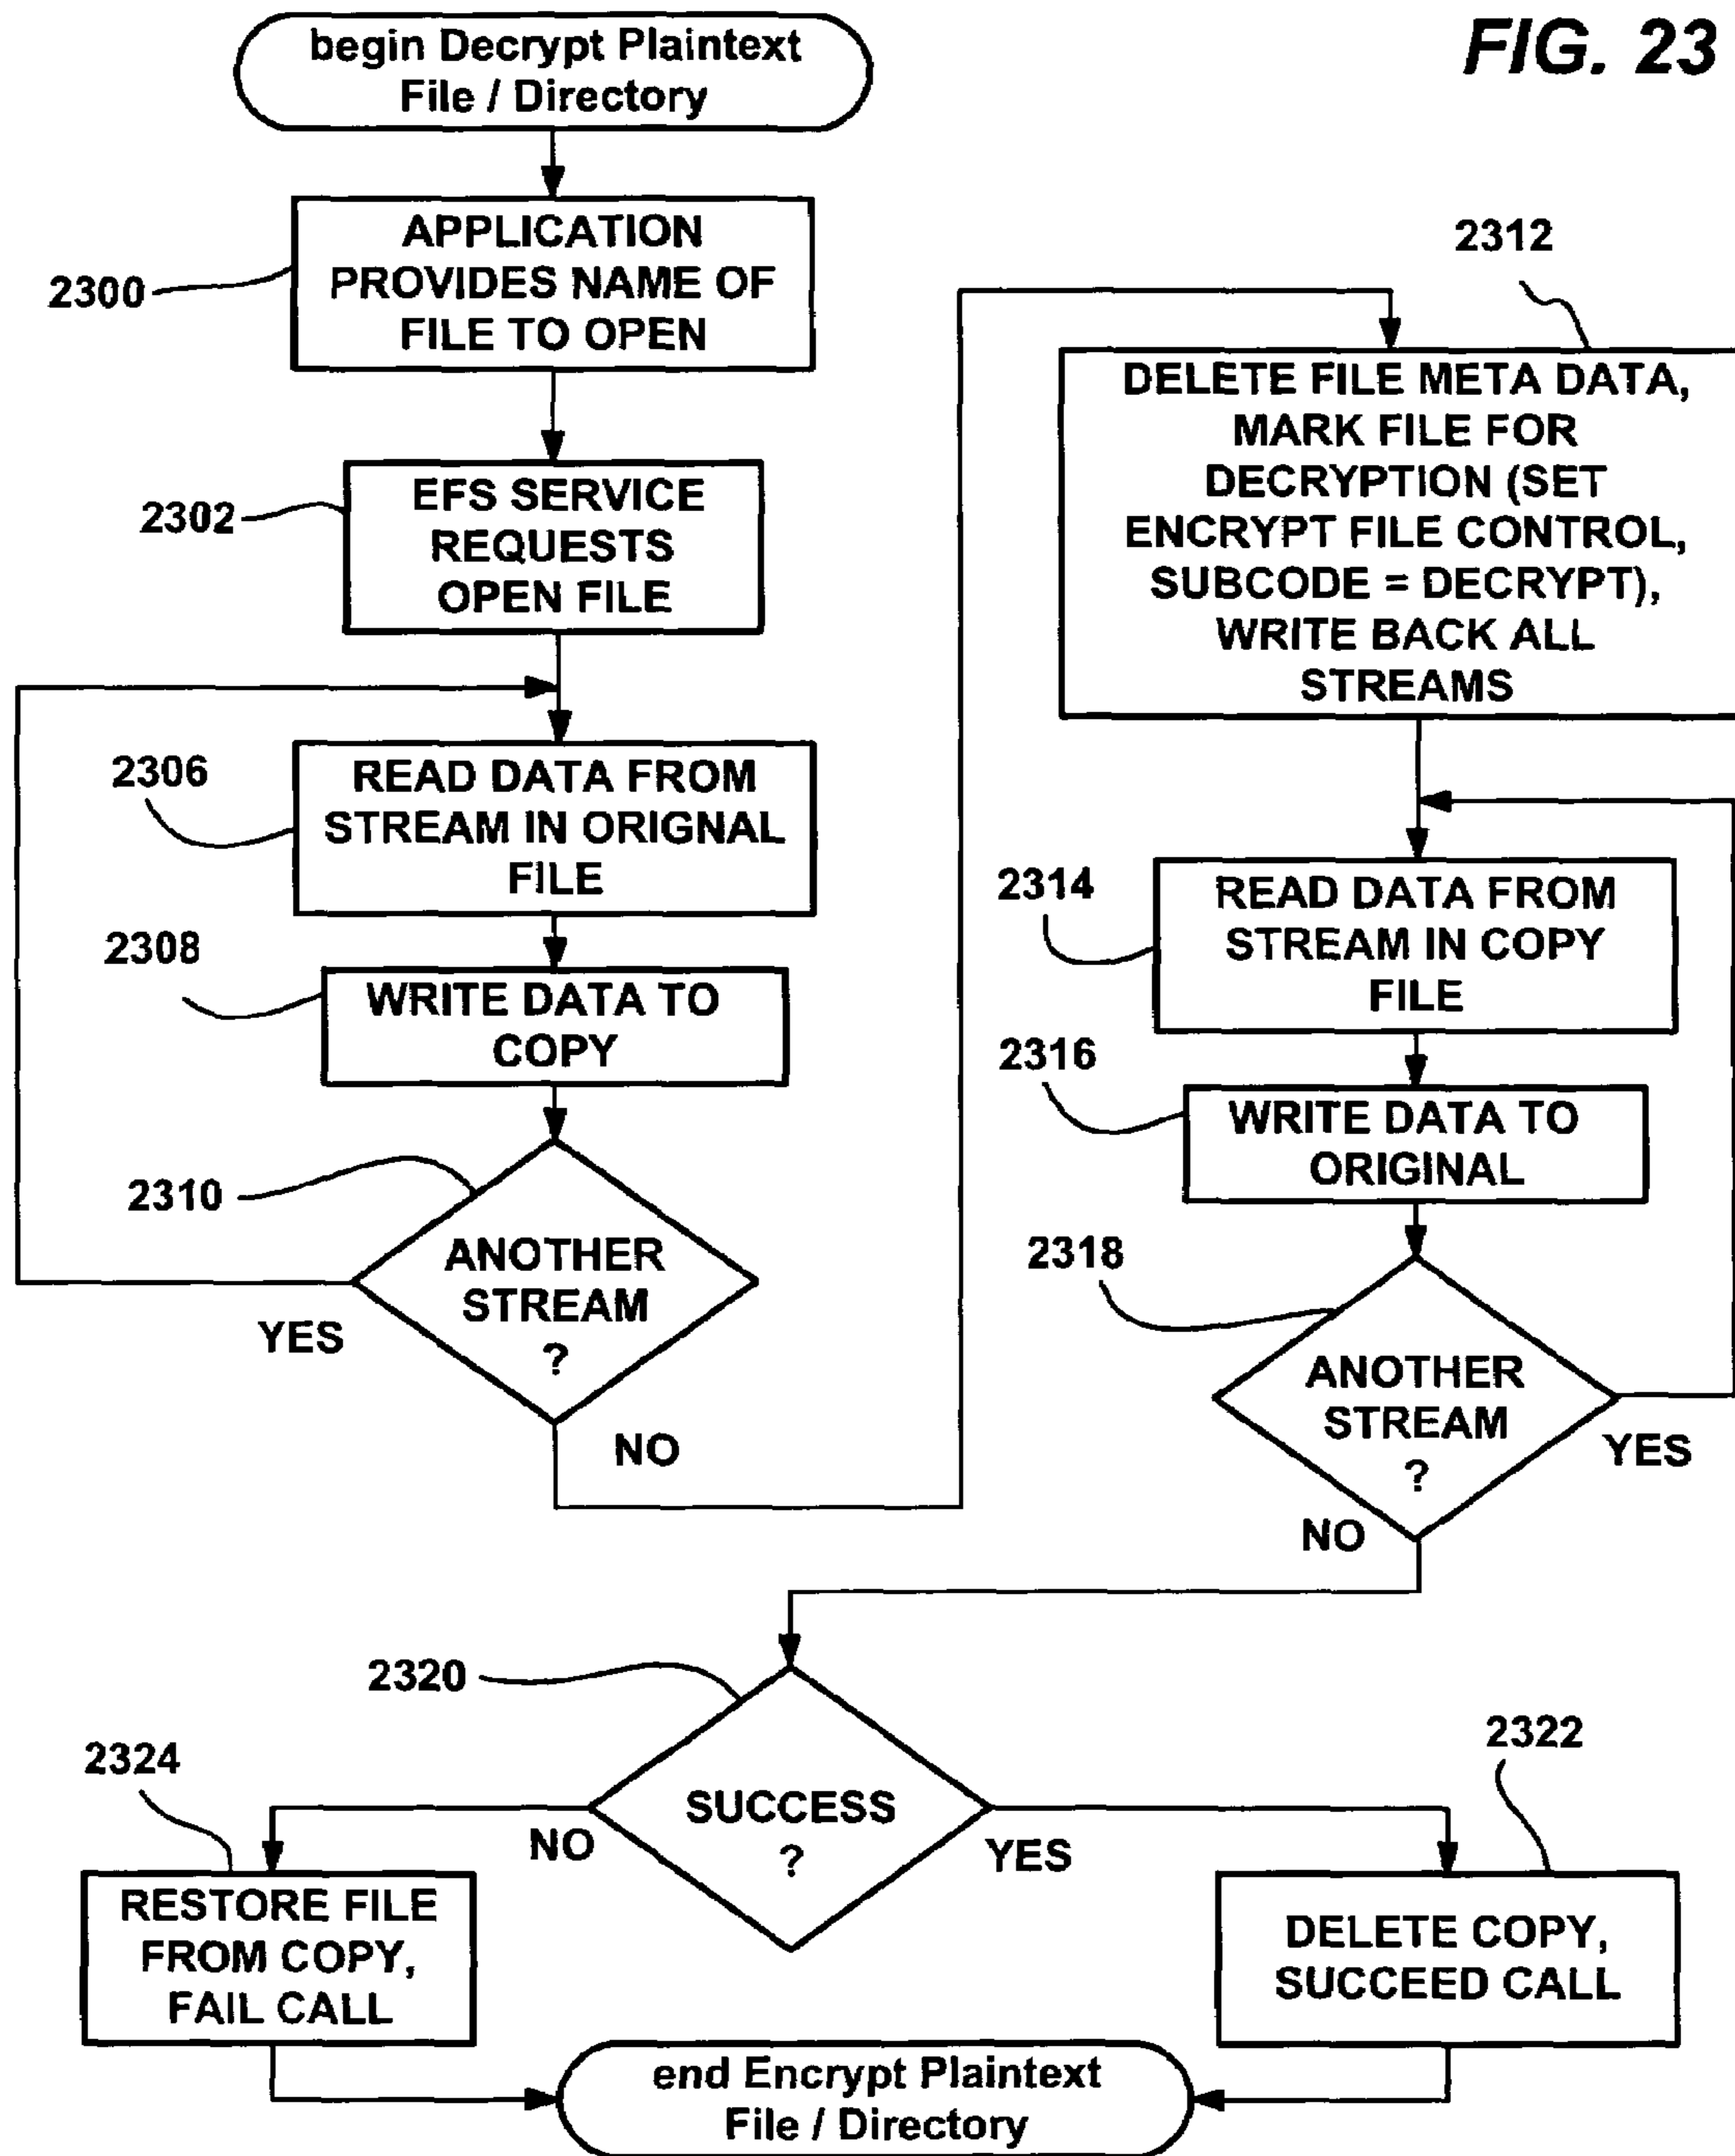 FIG. 23
begin Decrypt Plaintext
File / Directory
2300
APPLICATION
PROVIDES NAME OF
FILE TO OPEN
2302
EFS SERVICE
REQUESTS
OPEN FILE
2306
READ DATA FROM
STREAM IN ORIGNAL
FILE
2308
WRITE DATA TO
COPY
2310
ANOTHER
STREAM
?
YES
NO
2312
DELETE FILE META DATA,
MARK FILE FOR
DECRYPTION (SET
ENCRYPT FILE CONTROL,
SUBCODE = DECRYPT),
WRITE BACK ALL
STREAMS
2314
READ DATA FROM
STREAM IN COPY
FILE
2316
WRITE DATA TO
ORIGINAL
2318
ANOTHER
STREAM
?
YES
NO
2320
SUCCESS
?
NO
YES
2324
RESTORE FILE
FROM COPY,
FAIL CALL
2322
DELETE COPY,
SUCCEED CALL
end Encrypt Plaintext
File / Directory